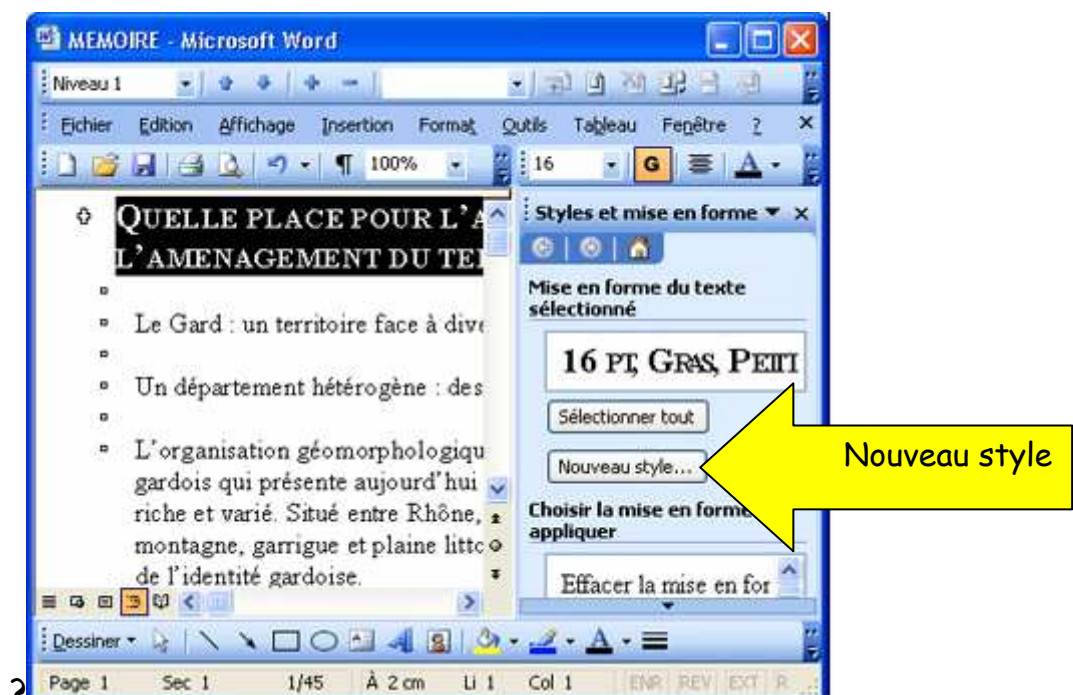 MEMOIRE - Microsoft Word
Niveau 1
Fichier Edition Affichage Insertion Format Outils Tableau Fenêtre ?
100% 16 G A
QUELLE PLACE POUR L'A
L'AMENAGEMENT DU TER
Le Gard : un territoire face à dive
Un département hétérogène : des
L'organisation géomorphologiqu
gardois qui présente aujourd'hui
riche et varié. Situé entre Rhône,
montagne, garrigue et plaine litto
de l'identité gardoise.
Styles et mise en forme
Mise en forme du texte
sélectionné
16 PT, GRAS, PETIT
Sélectionner tout
Nouveau style...
Nouveau style
Choisir la mise en forme
appliquer
Effacer la mise en for
Dessiner
Page 1 Sec 1 1/45 À 2 cm Li 1 Col 1 ENR REV EXT R